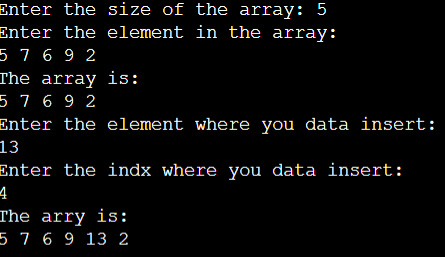 Enter the size of the array: 5
Enter the element in the array:
5 7 6 9 2
The array is:
5 7 6 9 2
Enter the element where you data insert:
13
Enter the indx where you data insert:
4
The arry is:
5 7 6 9 13 2